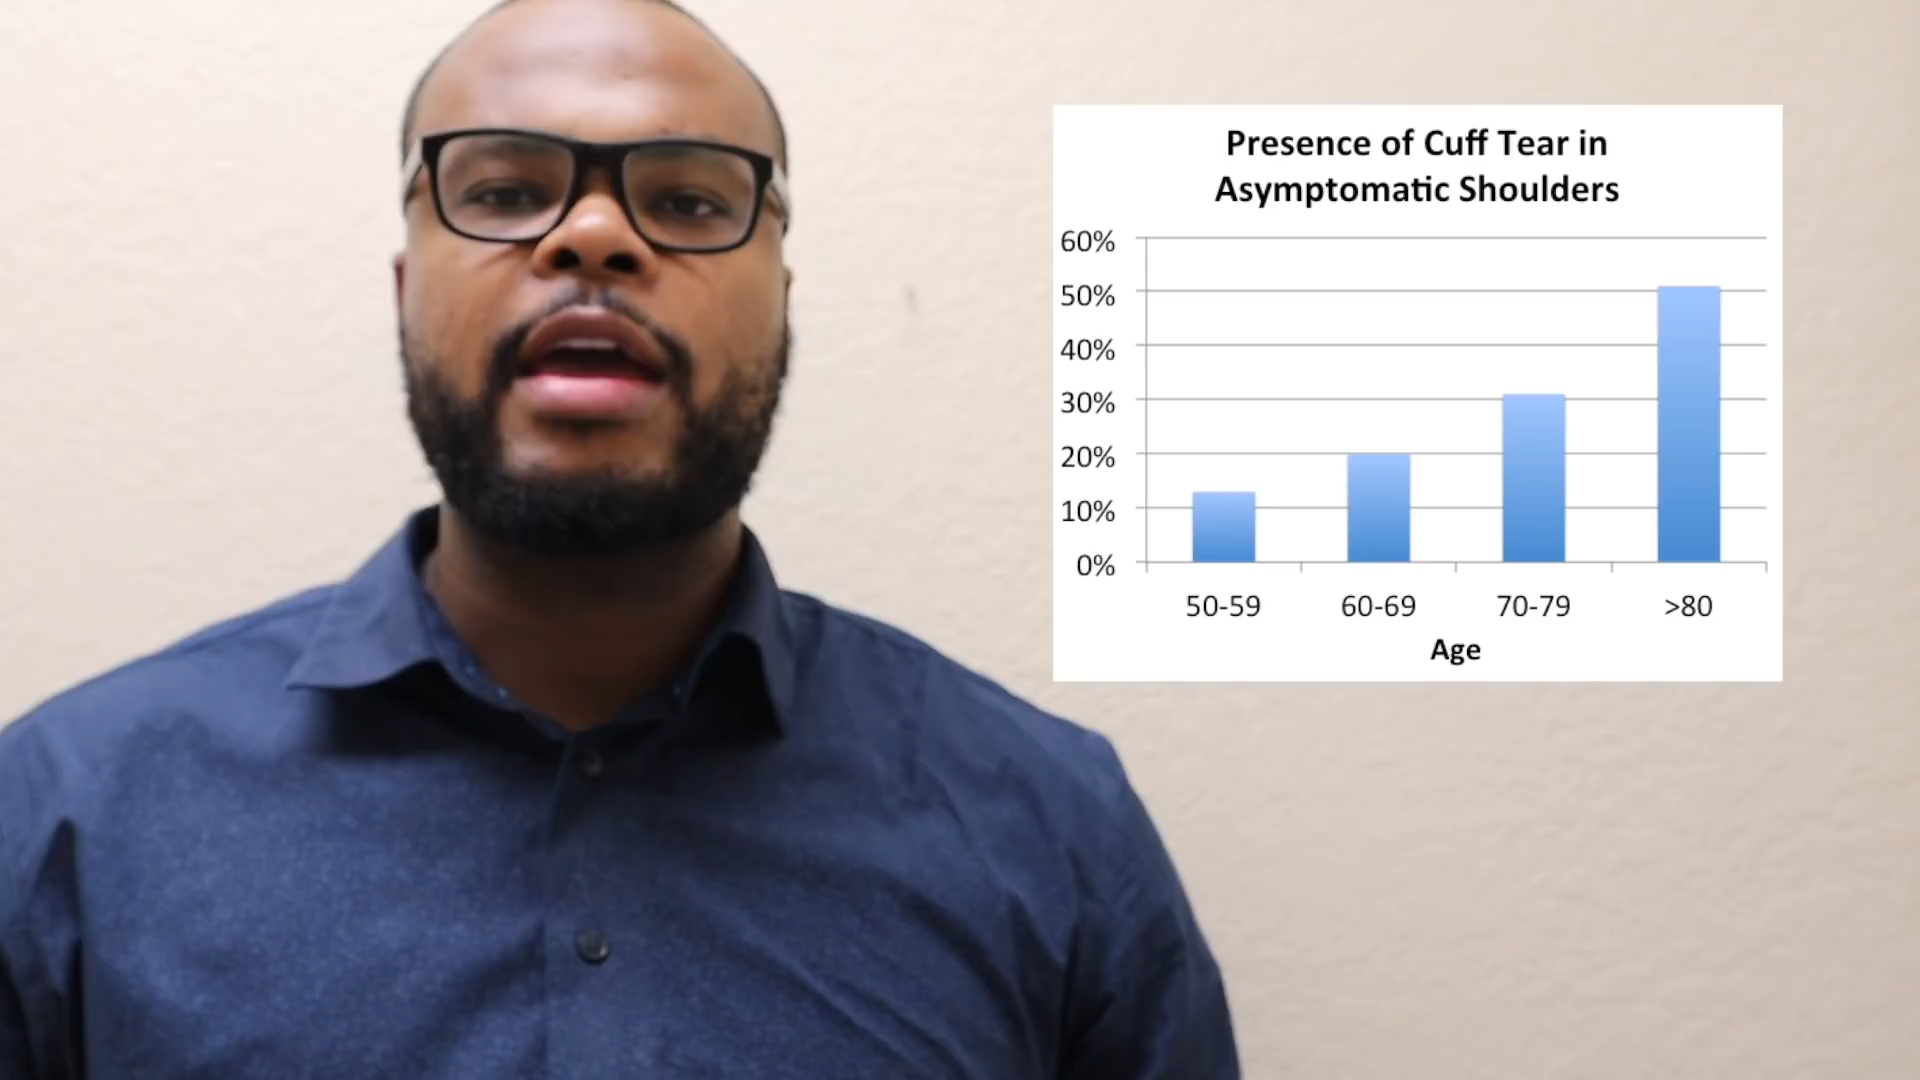 Presence of Cuff Tear in
Asymptomatic Shoulders
60%
50%
40%
30%
20%
10%
0%
50-59 60-69 70-79 >80
Age